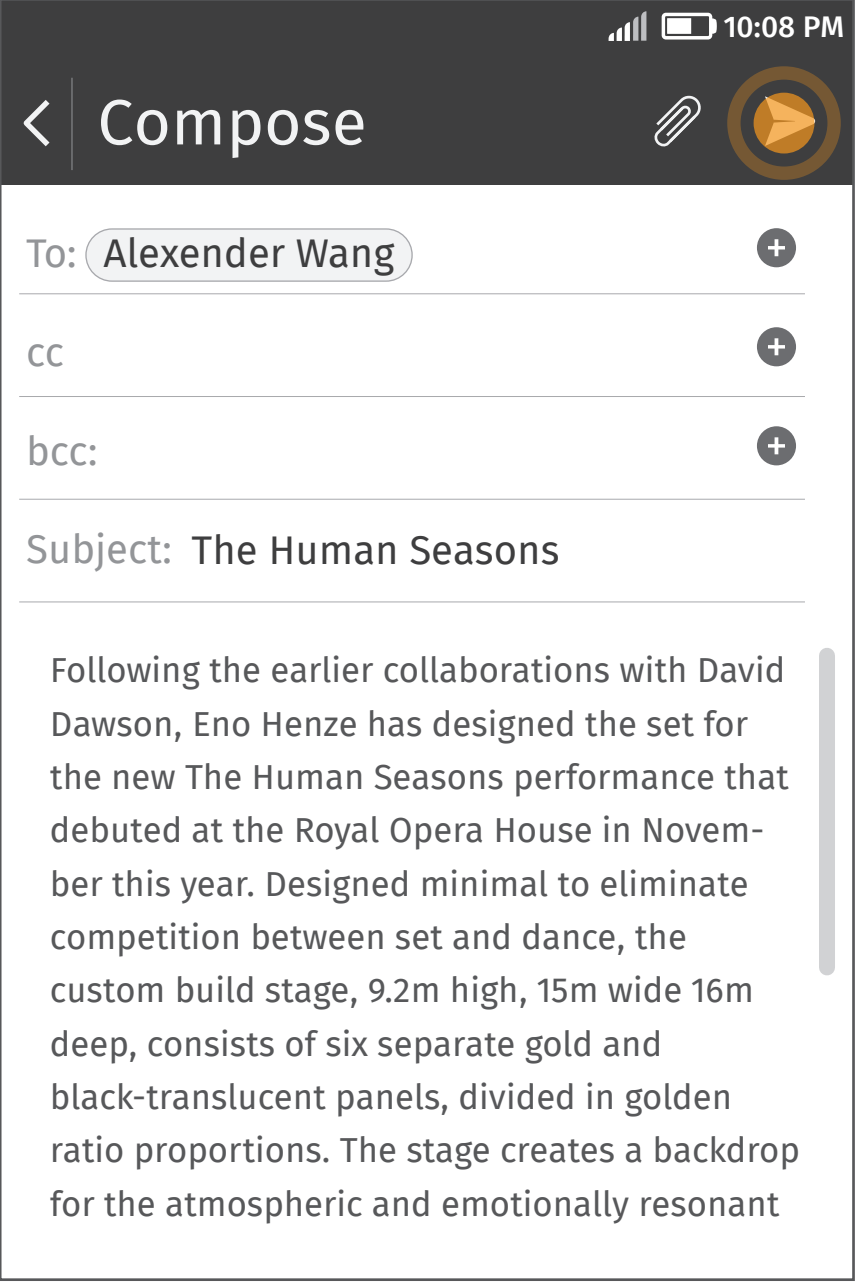 10:08 PM
Compose
To: Alexender Wang
cc
bcc:
Subject: The Human Seasons
Following the earlier collaborations with David
Dawson, Eno Henze has designed the set for
the new The Human Seasons performance that
debuted at the Royal Opera House in Novem-
ber this year. Designed minimal to eliminate
competition between set and dance, the
custom build stage, 9.2m high, 15m wide 16m
deep, consists of six separate gold and
black-translucent panels, divided in golden
ratio proportions. The stage creates a backdrop
for the atmospheric and emotionally resonant